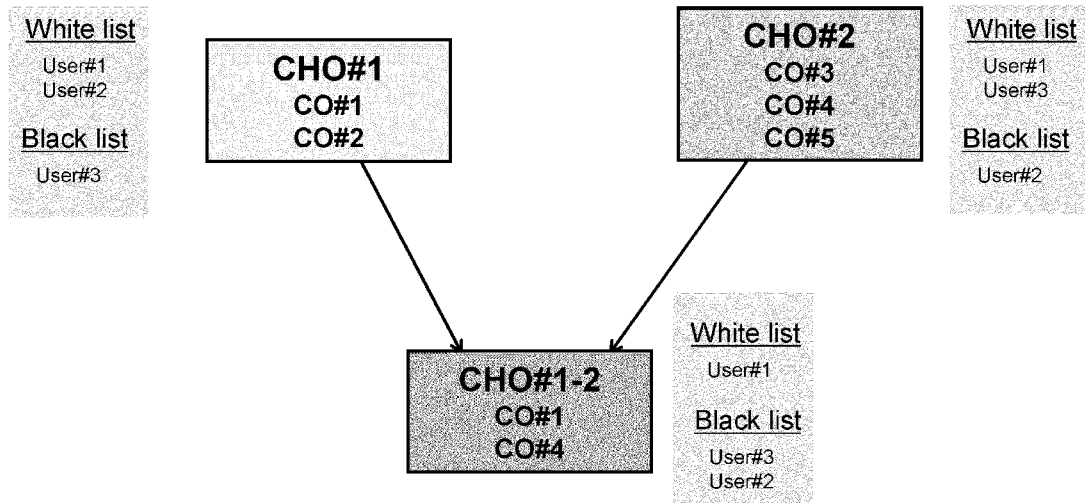 White list
User#1
User#2
Black list
User#3
CHO#1
CO#1
CO#2
CHO#2
CO#3
CO#4
CO#5
White list
User#1
User#3
Black list
User#2
CHO#1-2
CO#1
CO#4
White list
User#1
Black list
User#3
User#2